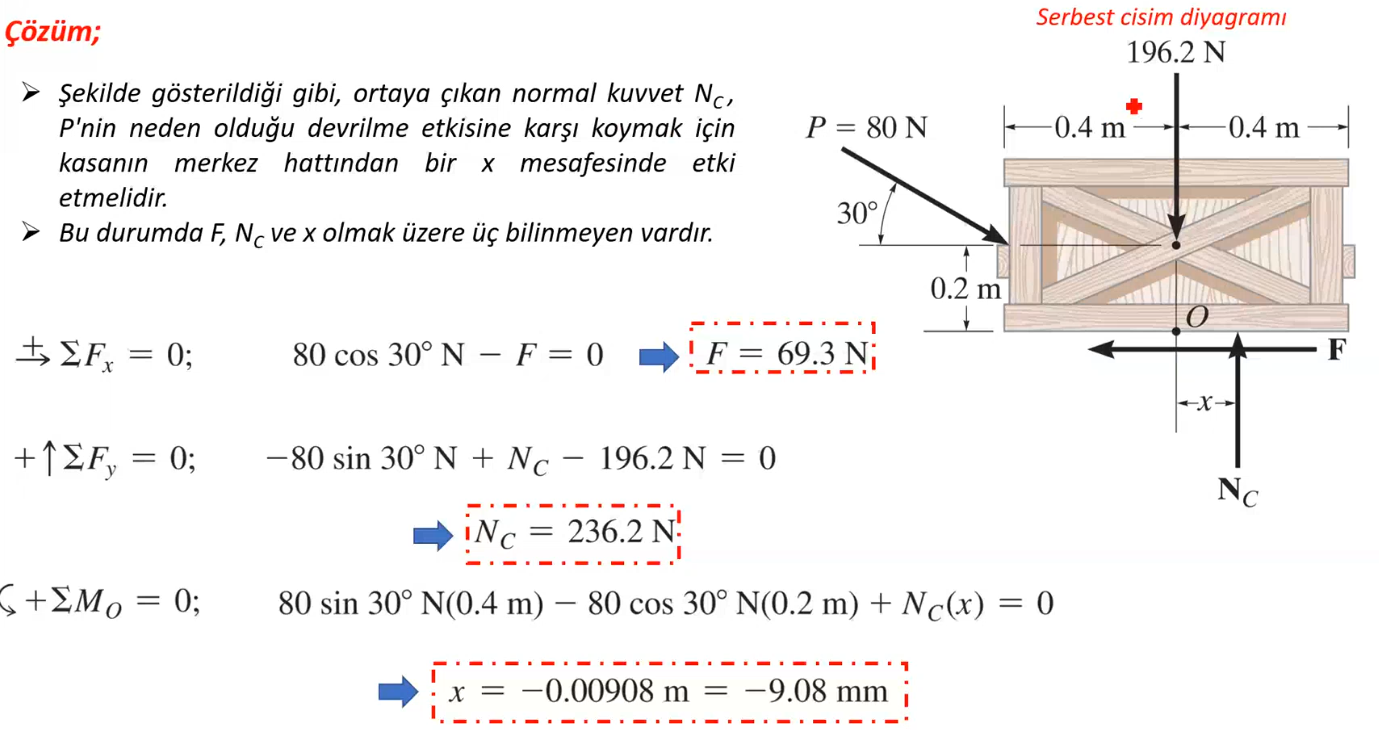 Çözüm;
Serbest cisim diyagramı
196.2 N
➢ Şekilde gösterildiği gibi, ortaya çıkan normal kuvvet N_C,
P'nin neden olduğu devrilme etkisine karşı koymak için
kasanın merkez hattından bir x mesafesinde etki
etmelidir.
➢ Bu durumda F, N_C ve x olmak üzere üç bilinmeyen vardır.
P = 80 N
0.4 m
0.4 m
30°
0.2 m
O
F
x
N_C
+→ ΣF_x = 0; 80 cos 30° N − F = 0 F = 69.3 N
+↑ΣF_y = 0; −80 sin 30° N + N_C − 196.2 N = 0
N_C = 236.2 N
↺+ΣM_O = 0; 80 sin 30° N(0.4 m) − 80 cos 30° N(0.2 m) + N_C(x) = 0
x = −0.00908 m = −9.08 mm